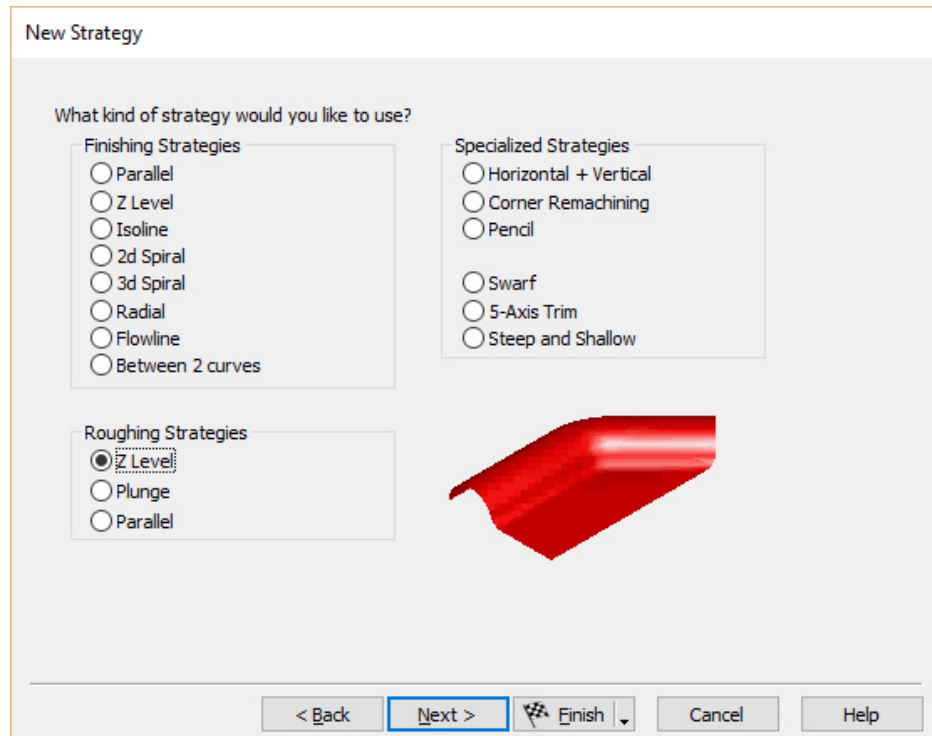 New Strategy
What kind of strategy would you like to use?
Finishing Strategies
Parallel
Z Level
Isoline
2d Spiral
3d Spiral
Radial
Flowline
Between 2 curves
Specialized Strategies
Horizontal + Vertical
Corner Remachining
Pencil
Swarf
5-Axis Trim
Steep and Shallow
Roughing Strategies
Z Level
Plunge
Parallel
< Back Next > Finish Cancel Help